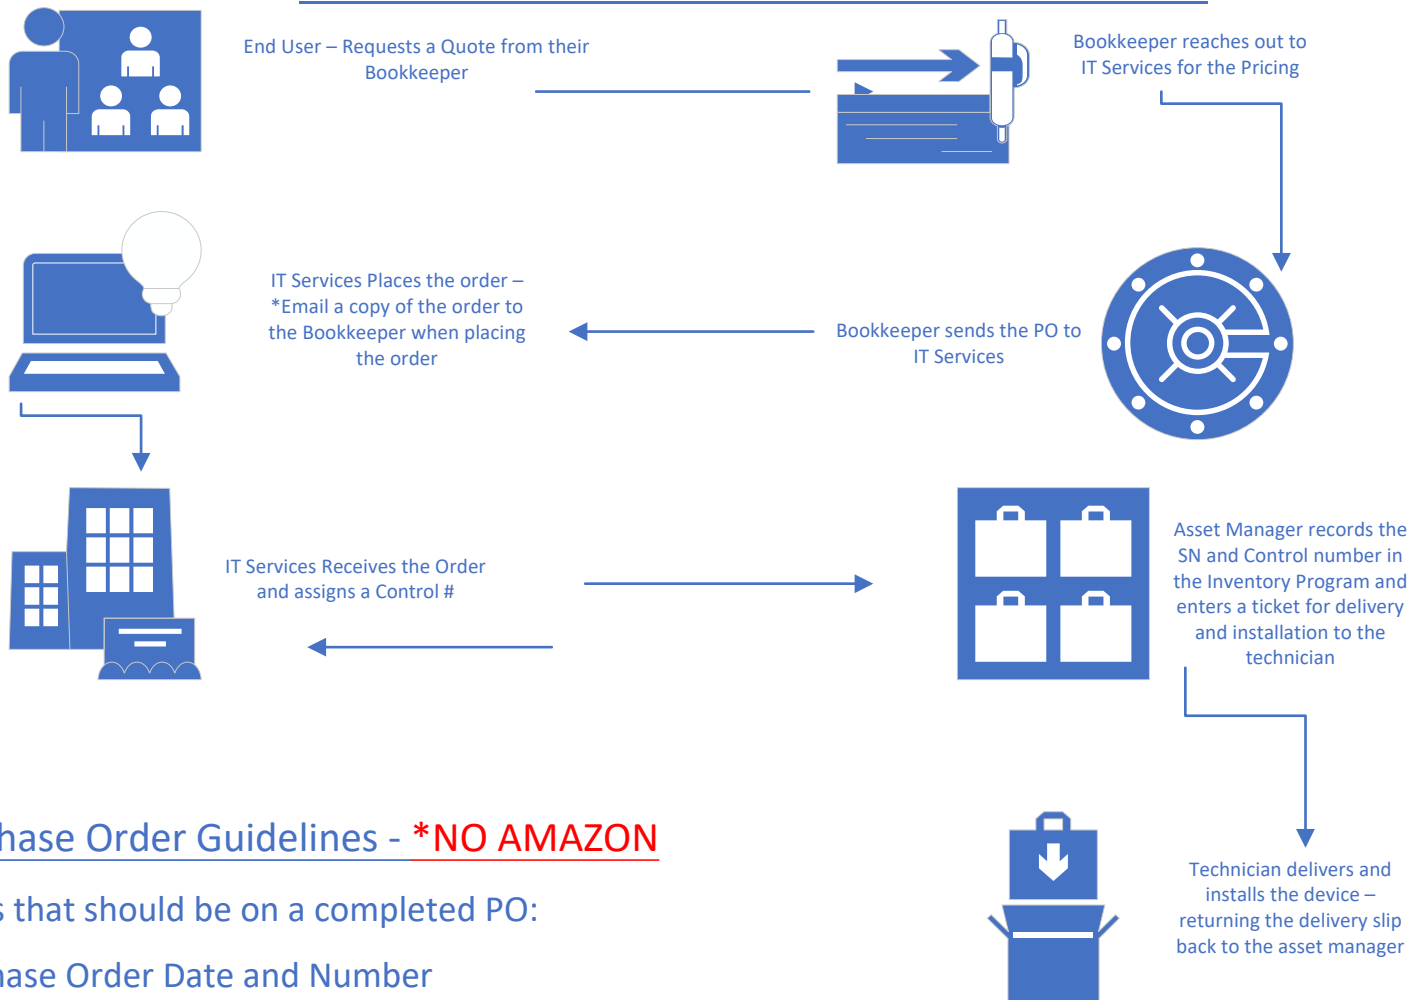 End User – Requests a Quote from their
Bookkeeper
Bookkeeper reaches out to
IT Services for the Pricing
IT Services Places the order –
*Email a copy of the order to
the Bookkeeper when placing
the order
Bookkeeper sends the PO to
IT Services
IT Services Receives the Order
and assigns a Control #
Asset Manager records the
SN and Control number in
the Inventory Program and
enters a ticket for delivery
and installation to the
technician
Technician delivers and
installs the device –
returning the delivery slip
back to the asset manager
hase Order Guidelines - *NO AMAZON
s that should be on a completed PO:
hase Order Date and Number